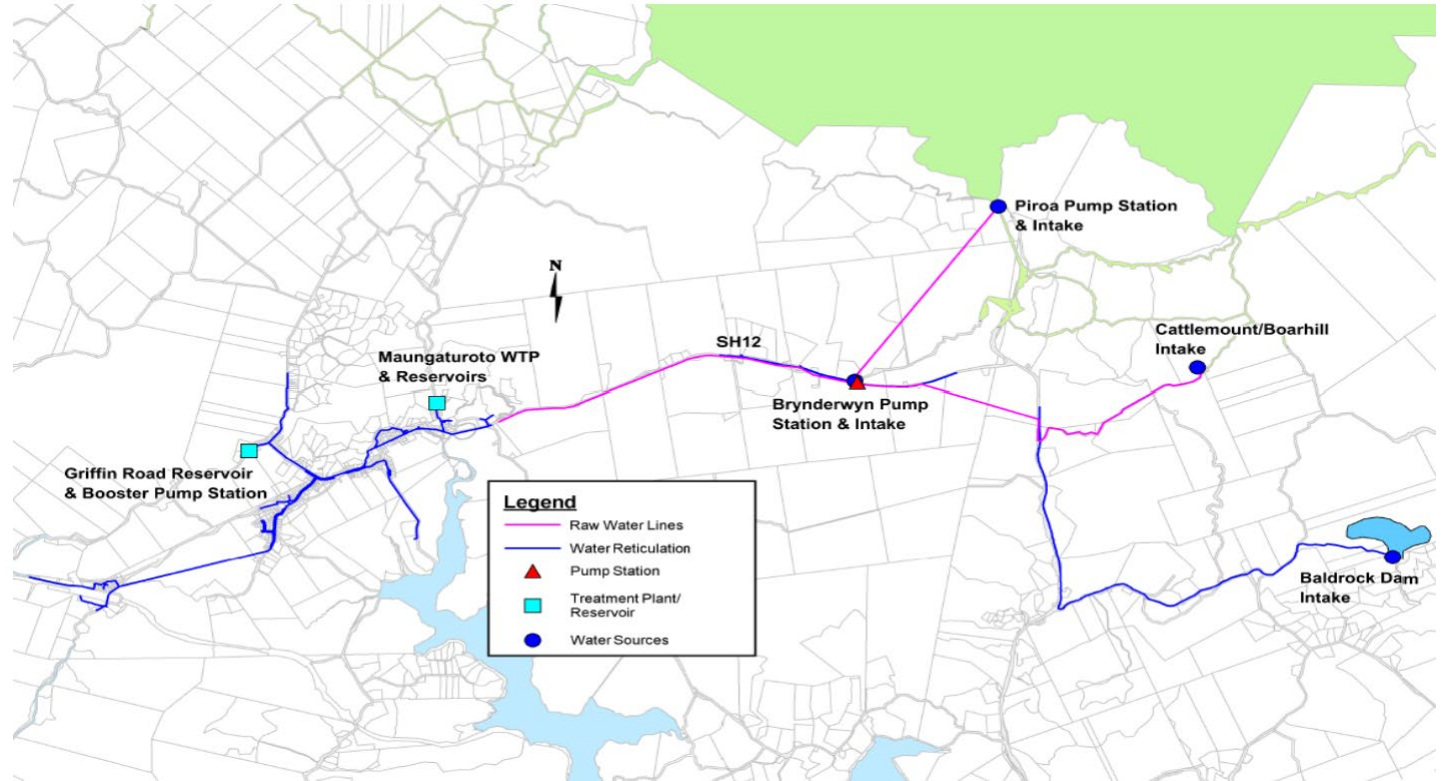 Piroa Pump Station
& Intake
N
Cattlemount/Boarhill
Intake
SH12
Maungaturoto WTP
& Reservoirs
Brynderwyn Pump
Station & Intake
Griffin Road Reservoir
& Booster Pump Station
Legend
Raw Water Lines
Water Reticulation
Pump Station
Treatment Plant/
Reservoir
Water Sources
Baldrock Dam
Intake